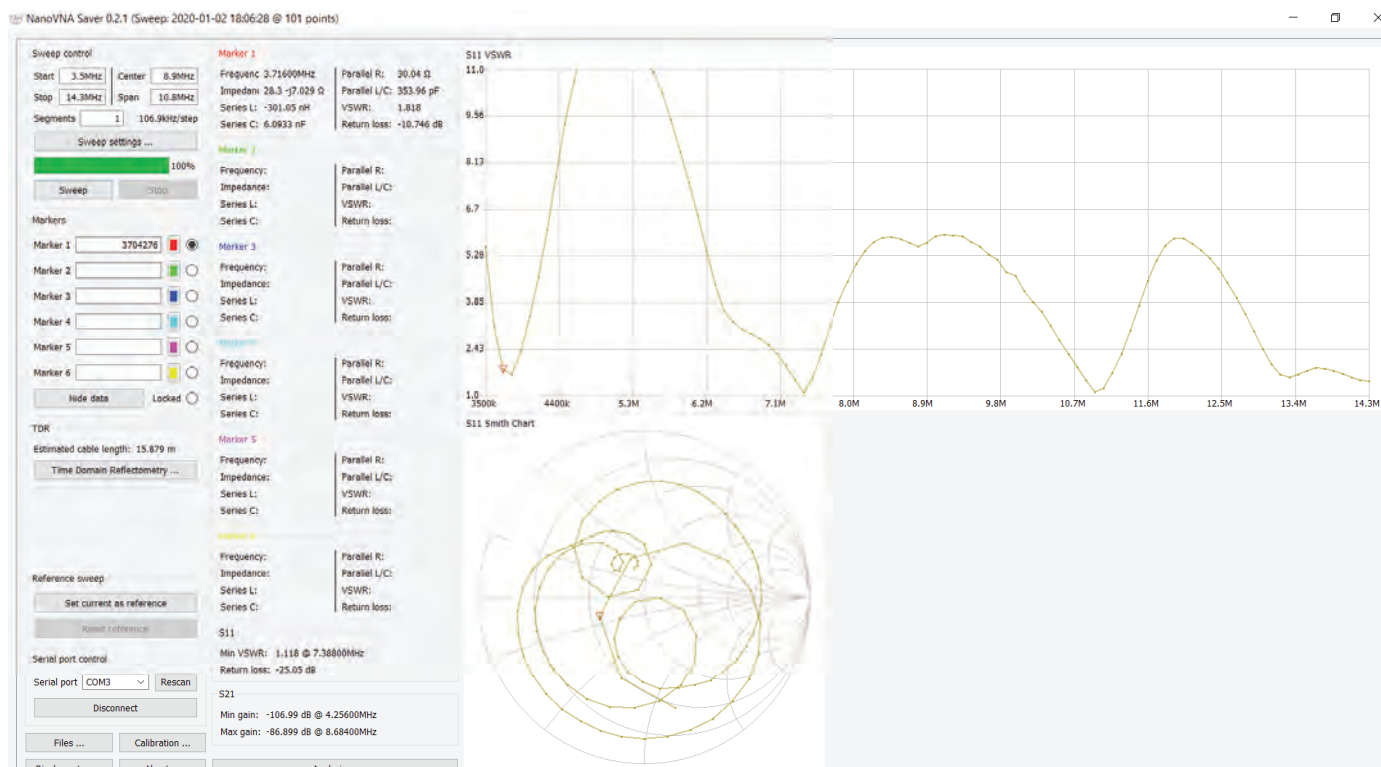 NanoVNA Saver 0.2.1 (Sweep: 2020-01-02 18:06:28 @ 101 points)
Sweep control
Start 3.5MHz Center 8.9MHz
Stop 14.3MHz Span 10.8MHz
Segments 1 106.9kHz/step
Sweep settings ...
100%
Sweep Stop
Markers
Marker 1 3704276
Marker 2
Marker 3
Marker 4
Marker 5
Marker 6
Hide data Locked
TDR
Estimated cable length: 15.879 m
Time Domain Reflectometry ...
Reference sweep
Set current as reference
Reset reference
Serial port control
Serial port COM3 Rescan
Disconnect
Files ... Calibration ...
Marker 1
Frequenc 3.71600MHz Parallel R: 30.04 Ω
Impedan 28.3 -j7.029 Ω Parallel L/C: 353.96 pF
Series L: -301.05 nH VSWR: 1.818
Series C: 6.0933 nF Return loss: -10.746 dB
Marker 2
Frequency: Parallel R:
Impedance: Parallel L/C:
Series L: VSWR:
Series C: Return loss:
Marker 3
Frequency: Parallel R:
Impedance: Parallel L/C:
Series L: VSWR:
Series C: Return loss:
Frequency: Parallel R:
Impedance: Parallel L/C:
Series L: VSWR:
Series C: Return loss:
Marker 5
Frequency: Parallel R:
Impedance: Parallel L/C:
Series L: VSWR:
Series C: Return loss:
Frequency: Parallel R:
Impedance: Parallel L/C:
Series L: VSWR:
Series C: Return loss:
S11
Min VSWR: 1.118 @ 7.38800MHz
Return loss: -25.05 dB
S21
Min gain: -106.99 dB @ 4.25600MHz
Max gain: -86.899 dB @ 8.68400MHz
S11 VSWR
11.0
9.56
8.13
6.7
5.28
3.85
2.43
1.0
3500k 4400k 5.3M 6.2M 7.1M 8.0M 8.9M 9.8M 10.7M 11.6M 12.5M 13.4M 14.3M
S11 Smith Chart